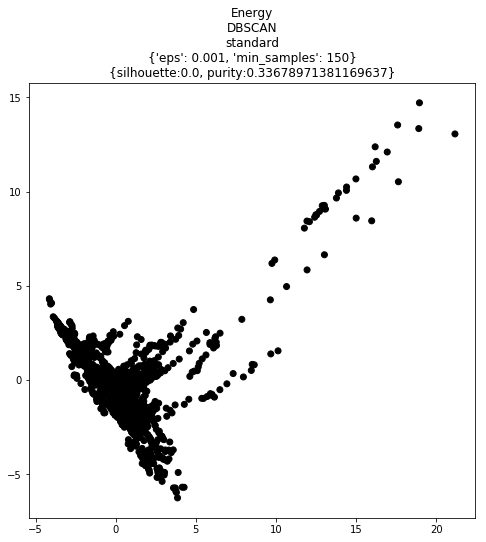 Energy
DBSCAN
standard
{'eps': 0.001, 'min_samples': 150}
{silhouette:0.0, purity:0.33678971381169637}
15
10
5
0
−5
−5
0
5
10
15
20